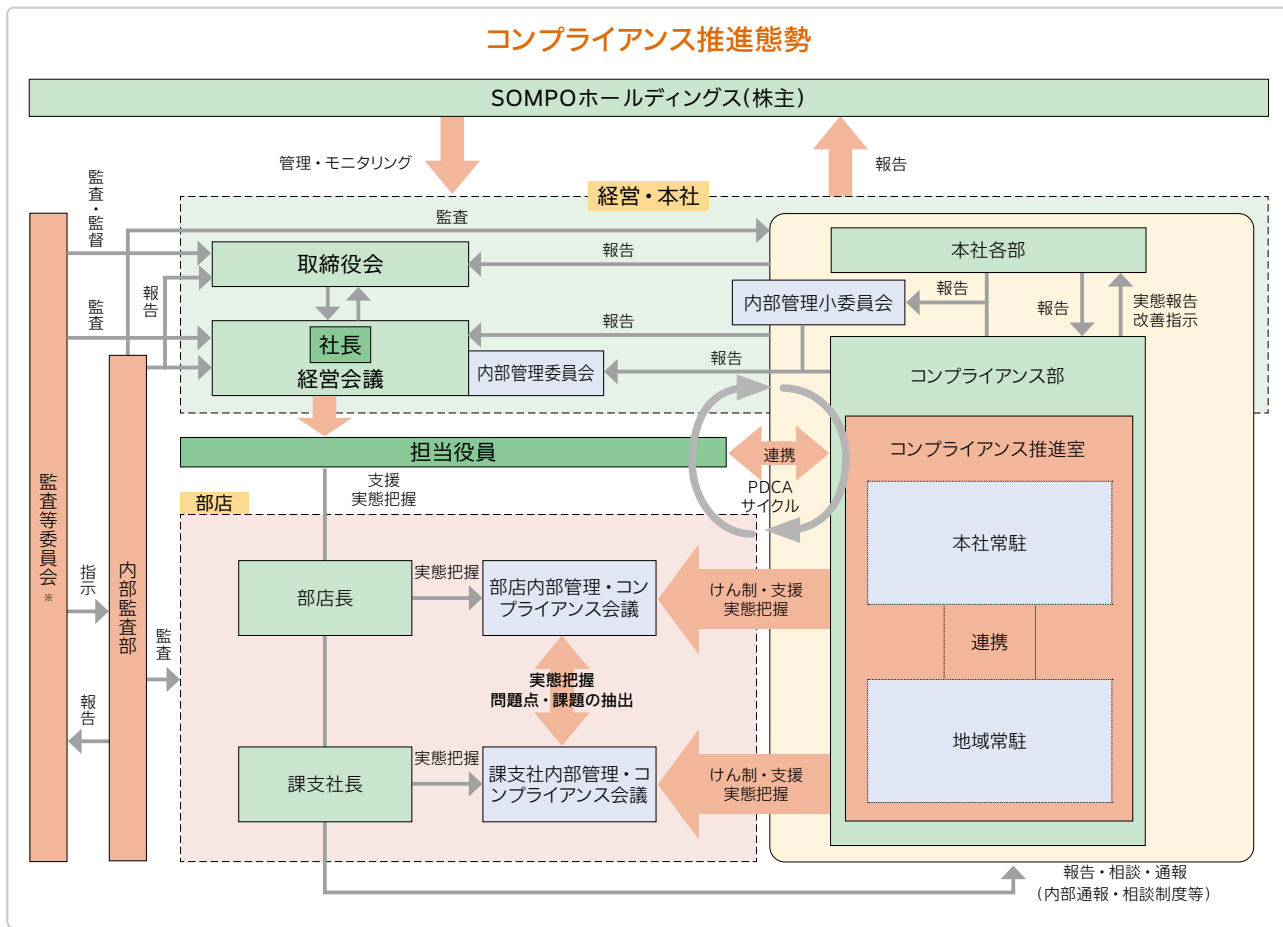 コンプライアンス推進態勢
SOMPOホールディングス(株主)
管理・モニタリング
報告
監査・監督
経営・本社
監査
取締役会
報告
本社各部
報告
監査
内部管理小委員会
報告
報告
実態報告
改善指示
社長
経営会議
報告
内部管理委員会
報告
コンプライアンス部
担当役員
連携
コンプライアンス推進室
支援
実態把握
PDCA
サイクル
部店
監査等委員会※
指示
報告
内部監査部
監査
部店長
実態把握
部店内部管理・コン
プライアンス会議
けん制・支援
実態把握
本社常駐
連携
実態把握
問題点・課題の抽出
地域常駐
課支社長
実態把握
課支社内部管理・コ
ンプライアンス会議
けん制・支援
実態把握
報告・相談・通報
(内部通報・相談制度等)